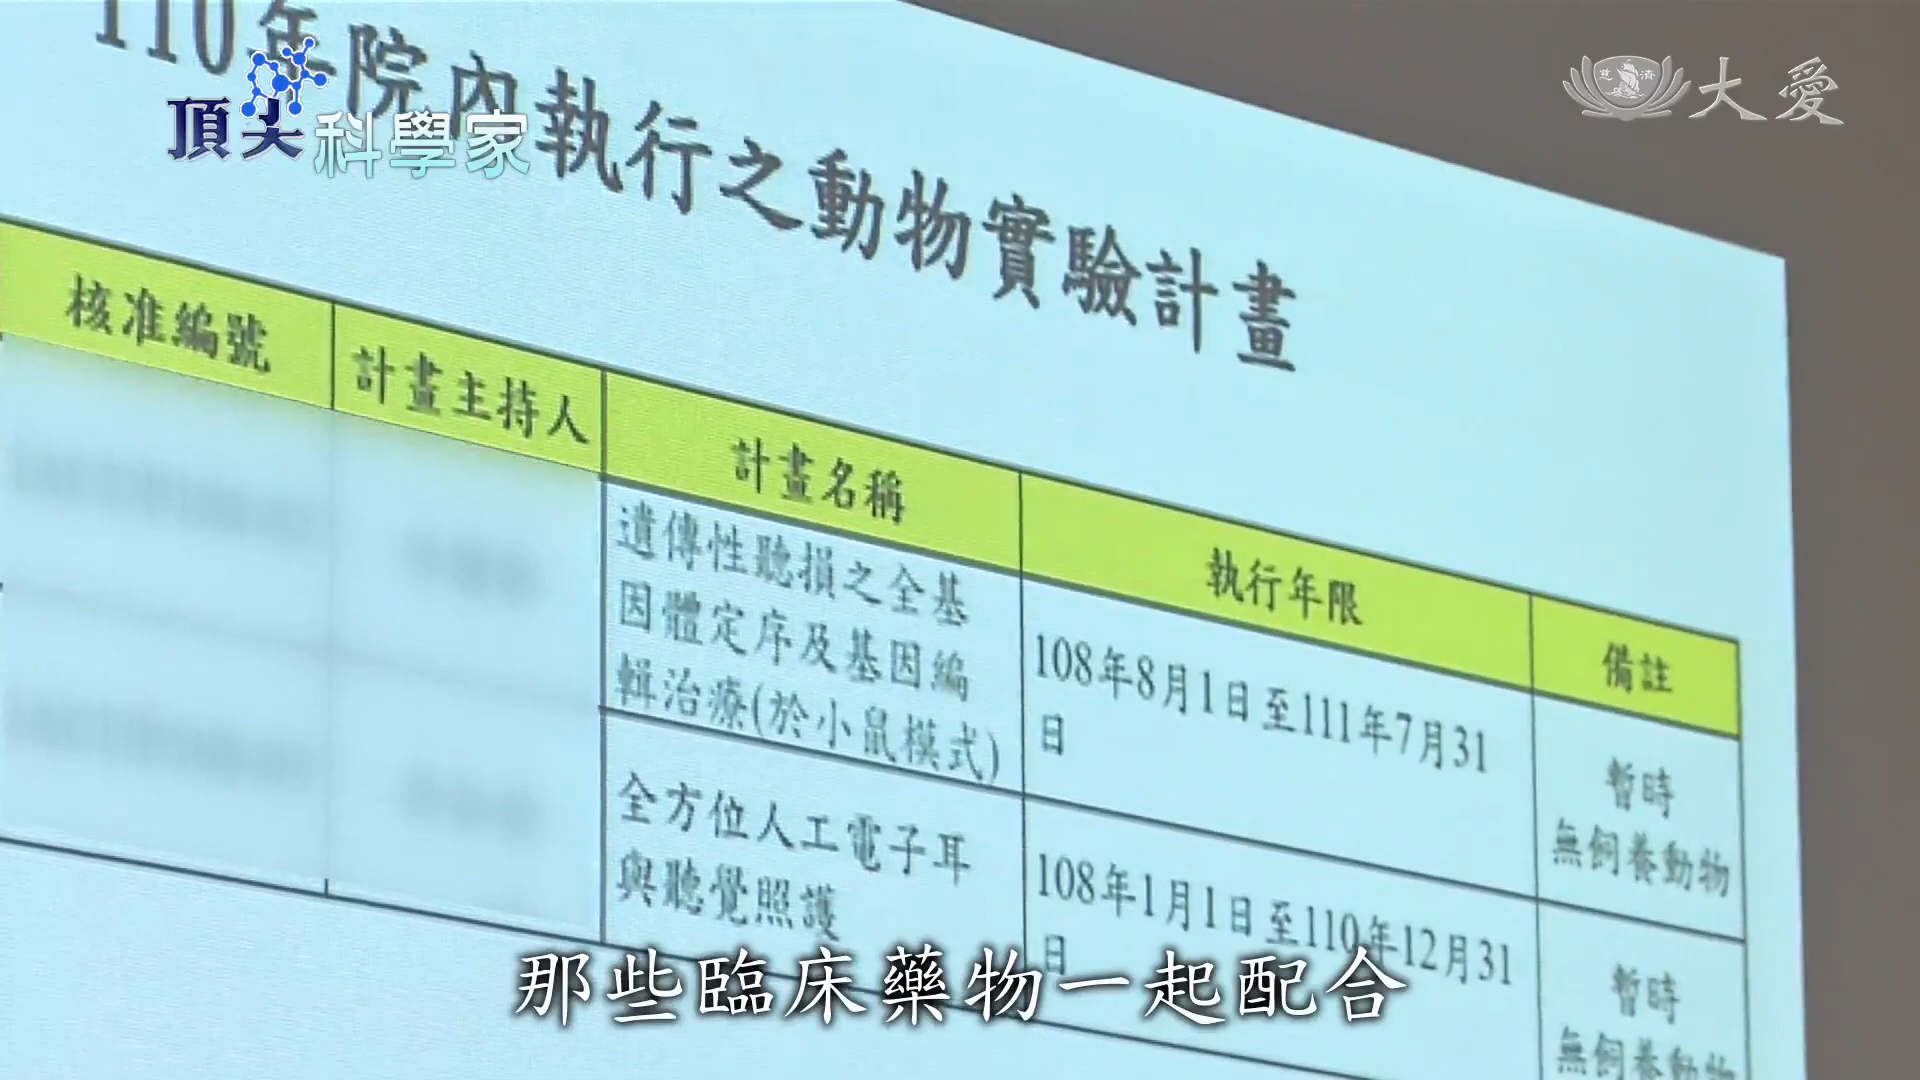 110年院內執行之動物實驗計畫
頂尖科學家
慈濟
大愛
核准編號
計畫主持人
計畫名稱
執行年限
備註
遺傳性聽損之全基
因體定序及基因編
輯治療(於小鼠模式)
108年8月1日至111年7月31
日
暫時
無飼養動物
全方位人工電子耳
與聽覺照護
108年1月1日至110年12月31
日
暫時
無飼養動物
那些臨床藥物一起配合